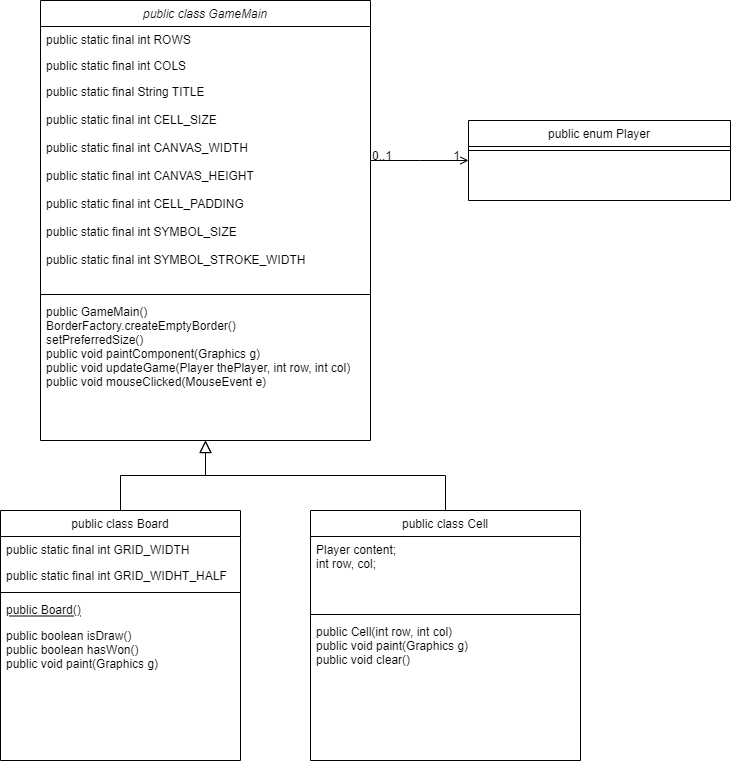 public class GameMain
public static final int ROWS
public static final int COLS
public static final String TITLE
public static final int CELL_SIZE
public static final int CANVAS_WIDTH
public static final int CANVAS_HEIGHT
public static final int CELL_PADDING
public static final int SYMBOL_SIZE
public static final int SYMBOL_STROKE_WIDTH
public GameMain()
BorderFactory.createEmptyBorder()
setPreferredSize()
public void paintComponent(Graphics g)
public void updateGame(Player thePlayer, int row, int col)
public void mouseClicked(MouseEvent e)
0..1
1
public enum Player
public class Board
public static final int GRID_WIDTH
public static final int GRID_WIDHT_HALF
public Board()
public boolean isDraw()
public boolean hasWon()
public void paint(Graphics g)
public class Cell
Player content;
int row, col;
public Cell(int row, int col)
public void paint(Graphics g)
public void clear()